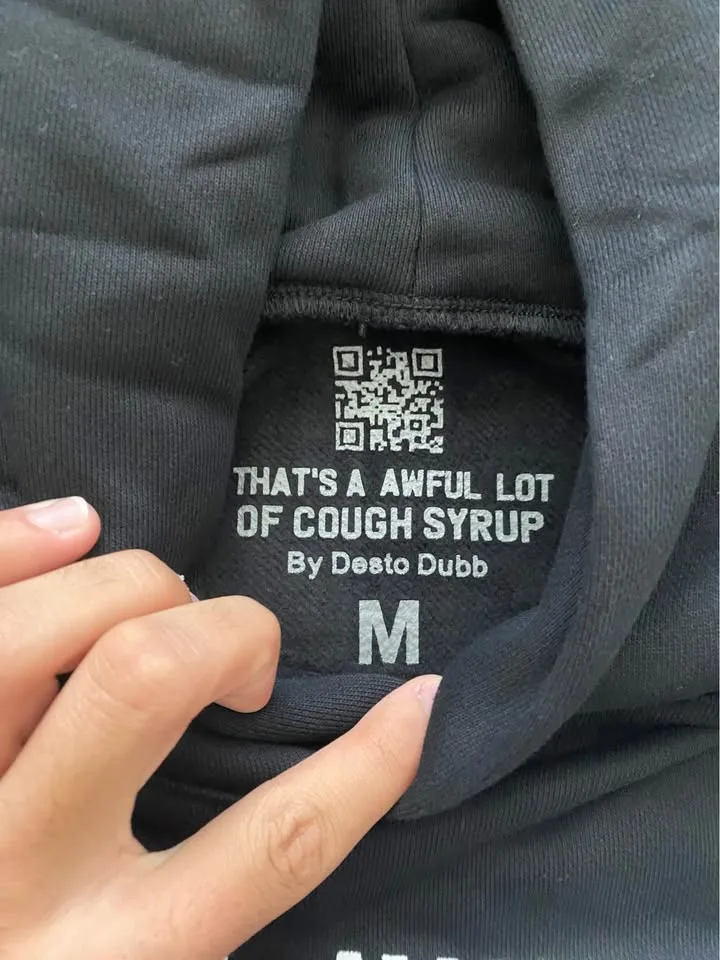 THAT'S A AWFUL LOT
OF COUGH SYRUP
By Desto Dubb
M